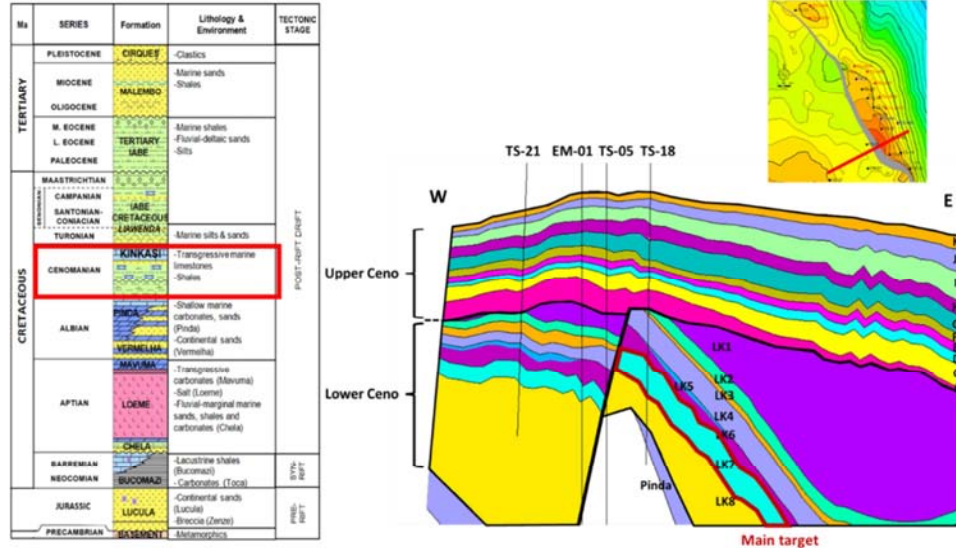 Ma
SERIES
Formation
Lithology &
Environment
TECTONIC
STAGE
TERTIARY
PLEISTOCENE
CIRQUES
-Clastics
MIOCENE
OLIGOCENE
MALEMBO
-Marine sands
-Shales
M. EOCENE
L. EOCENE
PALEOCENE
TERTIARY
IABE
-Marine shales
-Fluvial-deltaic sands
-Silts
CRETACEOUS
MAASTRICHTIAN
SENONIAN
CAMPANIAN
SANTONIAN-
CONIACIAN
IABE
CRETACEOUS
LIAWENDA
TURONIAN
-Marine silts & sands
CENOMANIAN
KINKASI
-Transgressive marine
limestones
-Shales
POST-RIFT DRIFT
ALBIAN
PINDA
VERMELHA
-Shallow marine
carbonates, sands
(Pinda)
-Continental sands
(Vermelha)
APTIAN
MAVUMA
LOEME
CHELA
-Transgressive
carbonates (Mavuma)
-Salt (Loeme)
-Fluvial-marginal marine
sands, shales and
carbonates (Chela)
BARREMIAN
NEOCOMIAN
BUCOMAZI
-Lacustrine shales
(Bucomazi)
- Carbonates (Toca)
SYN-
RIFT
JURASSIC
LUCULA
-Continental sands
(Lucula)
-Breccia (Zenze)
PRE-
RIFT
PRECAMBRIAN
BASEMENT
-Metamorphics
TS-21 EM-01 TS-05 TS-18
W
E
Upper Ceno
Lower Ceno
LK1
LK2
LK3
LK5
LK4
LK6
LK7
LK8
Pinda
Main target